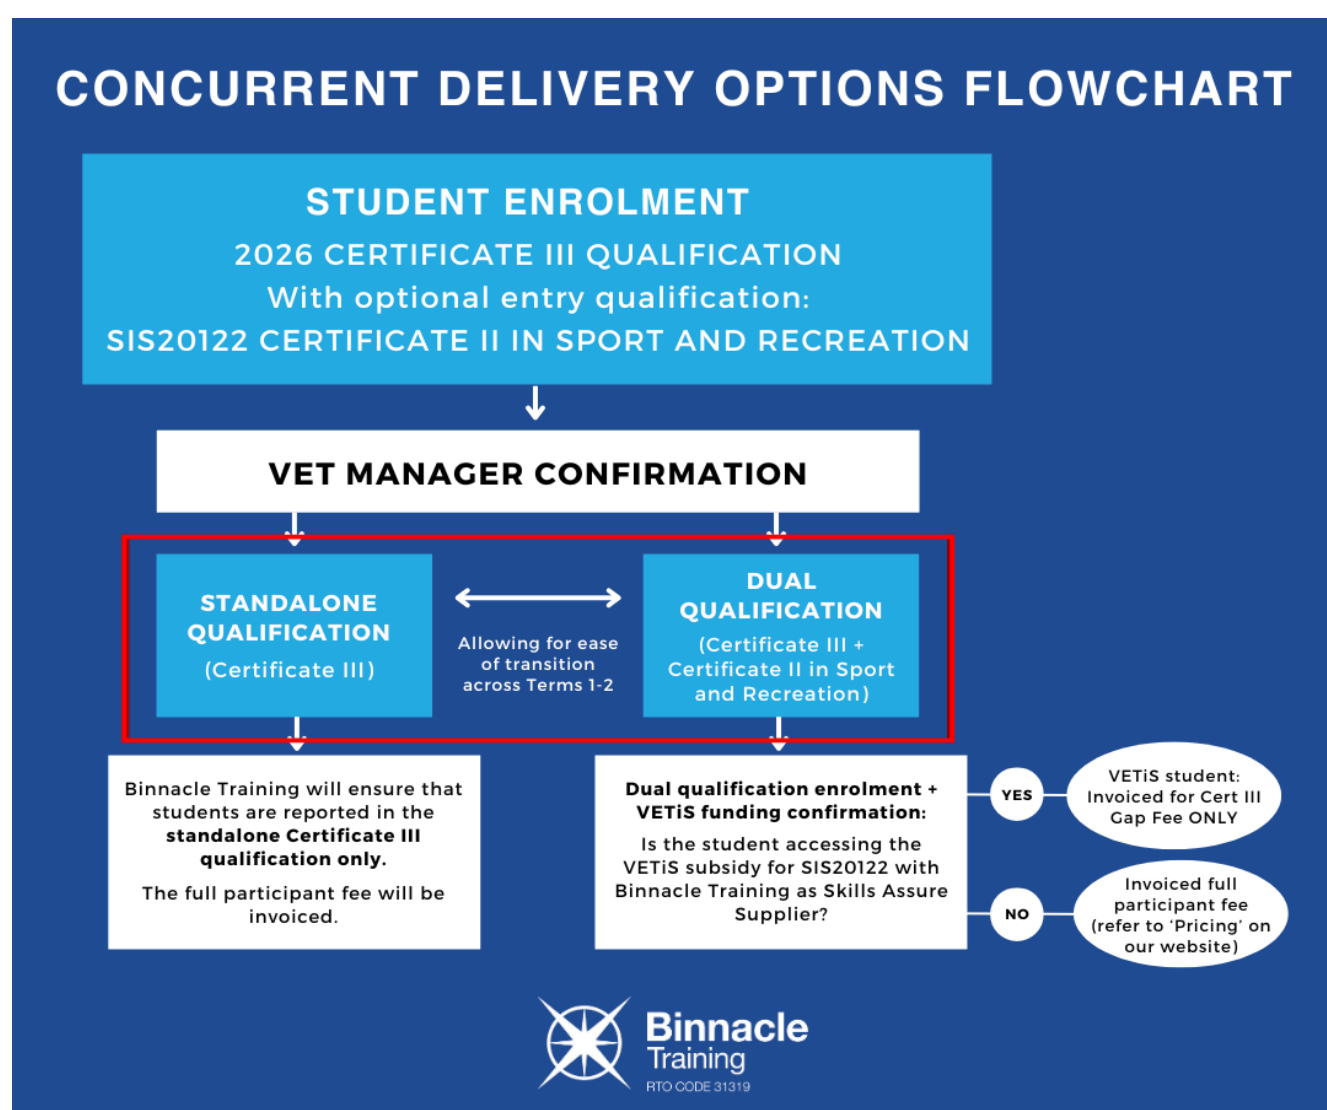 CONCURRENT DELIVERY OPTIONS FLOWCHART
STUDENT ENROLMENT
2026 CERTIFICATE III QUALIFICATION
With optional entry qualification:
SIS20122 CERTIFICATE II IN SPORT AND RECREATION
VET MANAGER CONFIRMATION
STANDALONE
QUALIFICATION
(Certificate III)
Allowing for ease
of transition
across Terms 1-2
DUAL
QUALIFICATION
(Certificate III +
Certificate II in Sport
and Recreation)
Binnacle Training will ensure that
students are reported in the
standalone Certificate III
qualification only.
The full participant fee will be
invoiced.
Dual qualification enrolment +
VETiS funding confirmation:
Is the student accessing the
VETiS subsidy for SIS20122 with
Binnacle Training as Skills Assure
Supplier?
YES
VETiS student:
Invoiced for Cert III
Gap Fee ONLY
NO
Invoiced full
participant fee
(refer to ‘Pricing’ on
our website)
Binnacle
Training
RTO CODE 31319